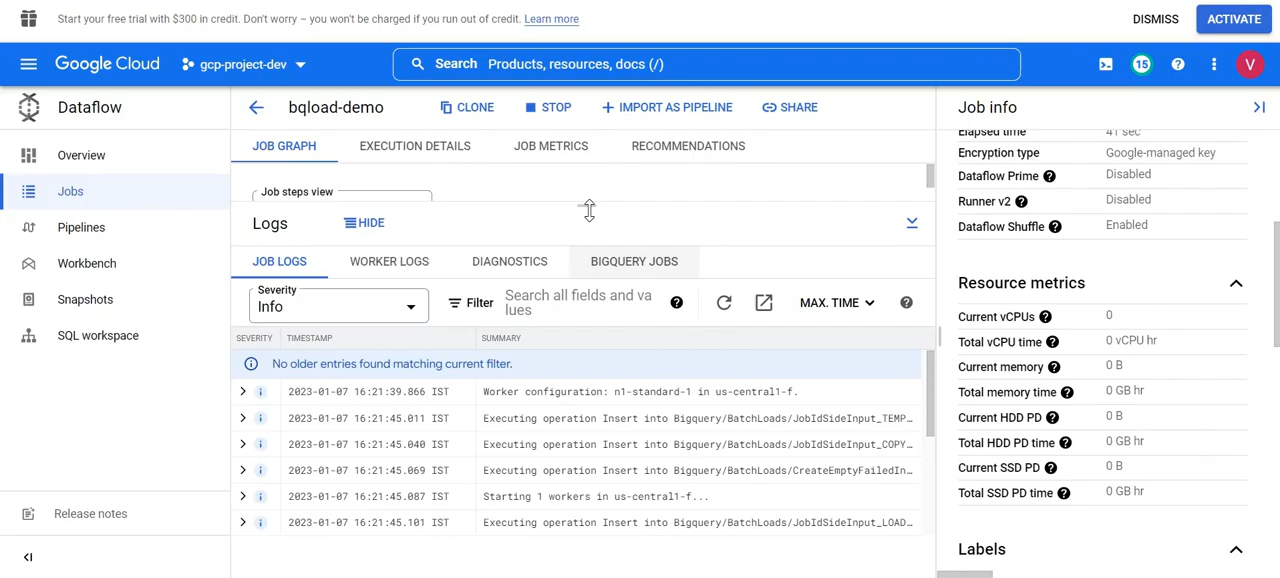 Start your free trial with $300 in credit. Don't worry – you won't be charged if you run out of credit. Learn more
DISMISS
ACTIVATE
Google Cloud
gcp-project-dev
Search Products, resources, docs (/)
15
V
Dataflow
bqload-demo
CLONE
STOP
IMPORT AS PIPELINE
SHARE
Job info
Overview
Jobs
Pipelines
Workbench
Snapshots
SQL workspace
Release notes
JOB GRAPH
EXECUTION DETAILS
JOB METRICS
RECOMMENDATIONS
Job steps view
Logs
HIDE
JOB LOGS
WORKER LOGS
DIAGNOSTICS
BIGQUERY JOBS
Severity
Info
Filter
Search all fields and va
lues
MAX. TIME
SEVERITY TIMESTAMP SUMMARY
No older entries found matching current filter.
2023-01-07 16:21:39.866 IST Worker configuration: n1-standard-1 in us-central1-f.
2023-01-07 16:21:45.011 IST Executing operation Insert into Bigquery/BatchLoads/JobIdSideInput_TEMP…
2023-01-07 16:21:45.040 IST Executing operation Insert into Bigquery/BatchLoads/JobIdSideInput_COPY…
2023-01-07 16:21:45.069 IST Executing operation Insert into Bigquery/BatchLoads/CreateEmptyFailedIn…
2023-01-07 16:21:45.087 IST Starting 1 workers in us-central1-f...
2023-01-07 16:21:45.101 IST Executing operation Insert into Bigquery/BatchLoads/JobIdSideInput_LOAD…
Elapsed time 41 sec
Encryption type Google-managed key
Dataflow Prime Disabled
Runner v2 Disabled
Dataflow Shuffle Enabled
Resource metrics
Current vCPUs 0
Total vCPU time 0 vCPU hr
Current memory 0 B
Total memory time 0 GB hr
Current HDD PD 0 B
Total HDD PD time 0 GB hr
Current SSD PD 0 B
Total SSD PD time 0 GB hr
Labels